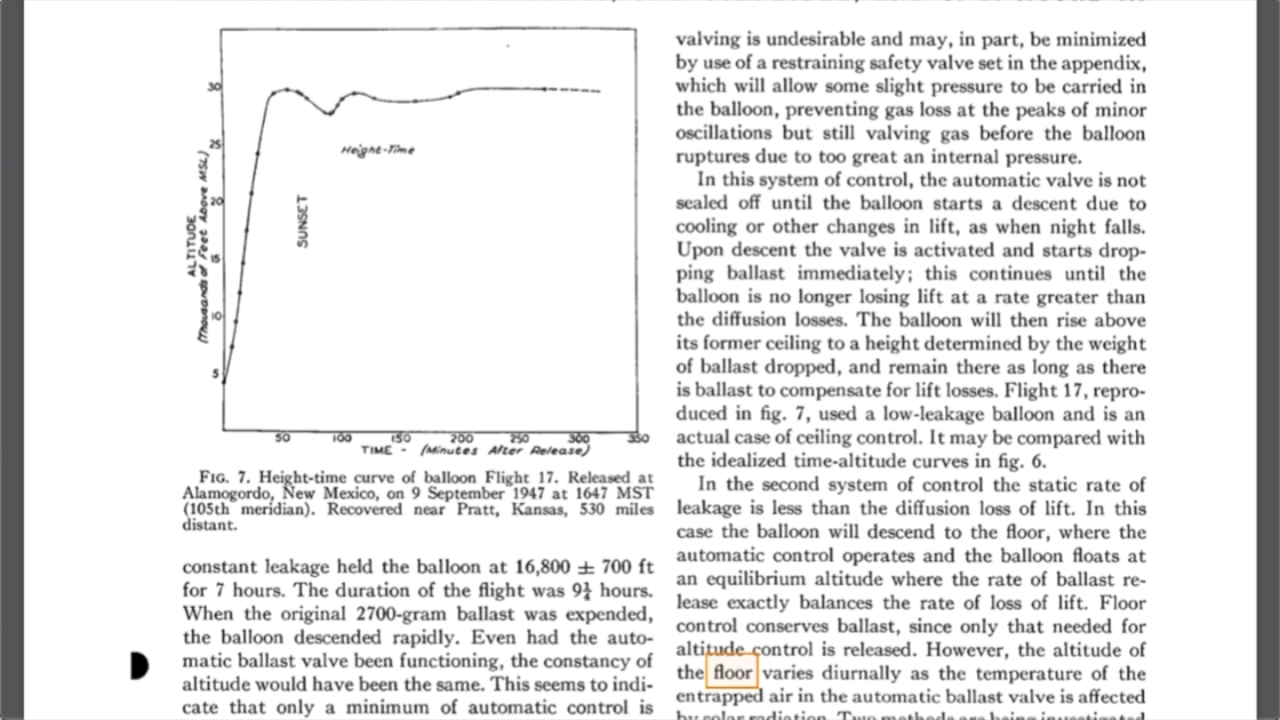 30
25
20
15
10
5
ALTITUDE
(Thousands of Feet Above MSL)
Height-Time
SUNSET
50 100 150 200 250 300 350
TIME - (Minutes After Release)
FIG. 7. Height-time curve of balloon Flight 17. Released at
Alamogordo, New Mexico, on 9 September 1947 at 1647 MST
(105th meridian). Recovered near Pratt, Kansas, 530 miles
distant.
constant leakage held the balloon at 16,800 ± 700 ft
for 7 hours. The duration of the flight was 9¼ hours.
When the original 2700-gram ballast was expended,
the balloon descended rapidly. Even had the auto-
matic ballast valve been functioning, the constancy of
altitude would have been the same. This seems to indi-
cate that only a minimum of automatic control is
valving is undesirable and may, in part, be minimized
by use of a restraining safety valve set in the appendix,
which will allow some slight pressure to be carried in
the balloon, preventing gas loss at the peaks of minor
oscillations but still valving gas before the balloon
ruptures due to too great an internal pressure.
In this system of control, the automatic valve is not
sealed off until the balloon starts a descent due to
cooling or other changes in lift, as when night falls.
Upon descent the valve is activated and starts drop-
ping ballast immediately; this continues until the
balloon is no longer losing lift at a rate greater than
the diffusion losses. The balloon will then rise above
its former ceiling to a height determined by the weight
of ballast dropped, and remain there as long as there
is ballast to compensate for lift losses. Flight 17, repro-
duced in fig. 7, used a low-leakage balloon and is an
actual case of ceiling control. It may be compared with
the idealized time-altitude curves in fig. 6.
In the second system of control the static rate of
leakage is less than the diffusion loss of lift. In this
case the balloon will descend to the floor, where the
automatic control operates and the balloon floats at
an equilibrium altitude where the rate of ballast re-
lease exactly balances the rate of loss of lift. Floor
control conserves ballast, since only that needed for
altitude control is released. However, the altitude of
the floor varies diurnally as the temperature of the
entrapped air in the automatic ballast valve is affected
by solar radiation. Two methods are being investigated